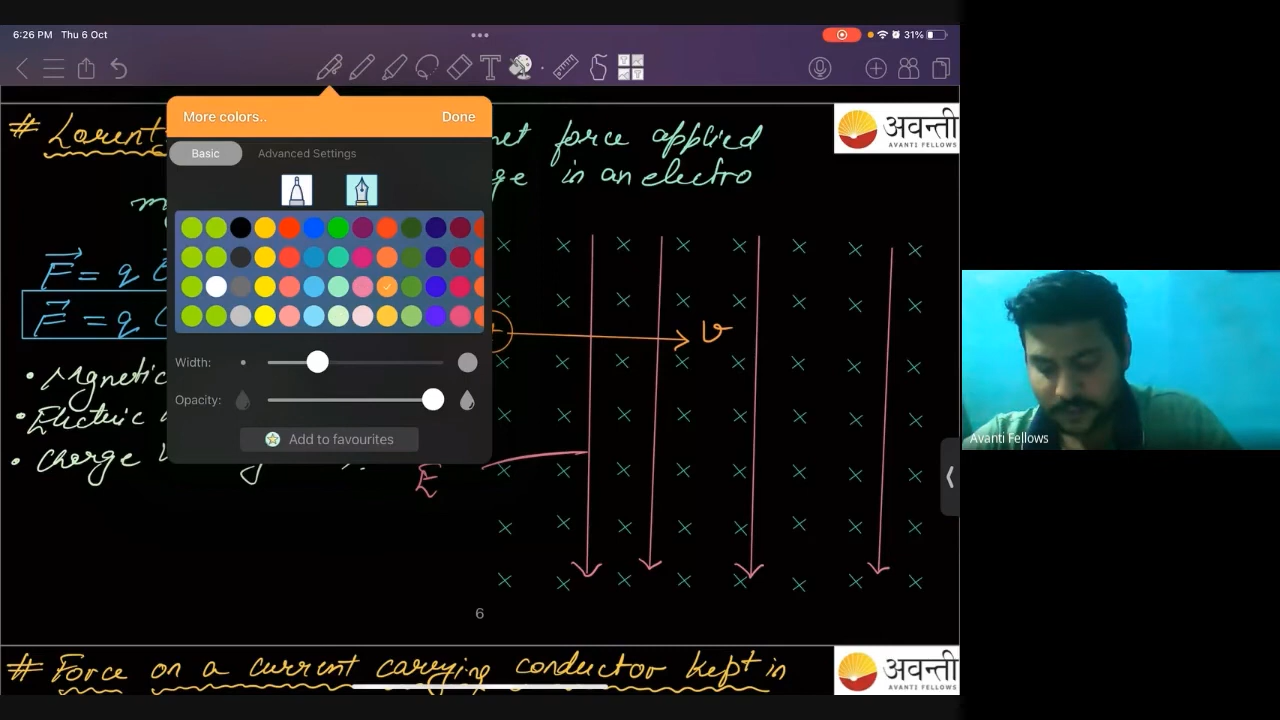 6:26 PM Thu 6 Oct
31%
More colors..
Done
Basic
Advanced Settings
Width:
Opacity:
Add to favourites
# Lorent
net force applied
in an electro
अवन्ती
AVANTI FELLOWS
F = q
F = q
• Mgnetic
• Electric
• Charge
υ
E
6
# Force on a current carrying conductor kept in
अवन्ती
AVANTI FELLOWS
Avanti Fellows